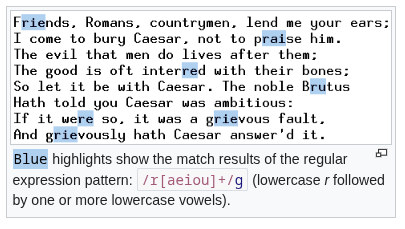 Friends, Romans, countrymen, lend me your ears;
I come to bury Caesar, not to praise him.
The evil that men do lives after them;
The good is oft interred with their bones;
So let it be with Caesar. The noble Brutus
Hath told you Caesar was ambitious:
If it were so, it was a grievous fault,
And grievously hath Caesar answer'd it.
Blue highlights show the match results of the regular
expression pattern: /r[aeiou]+/g (lowercase r followed
by one or more lowercase vowels).